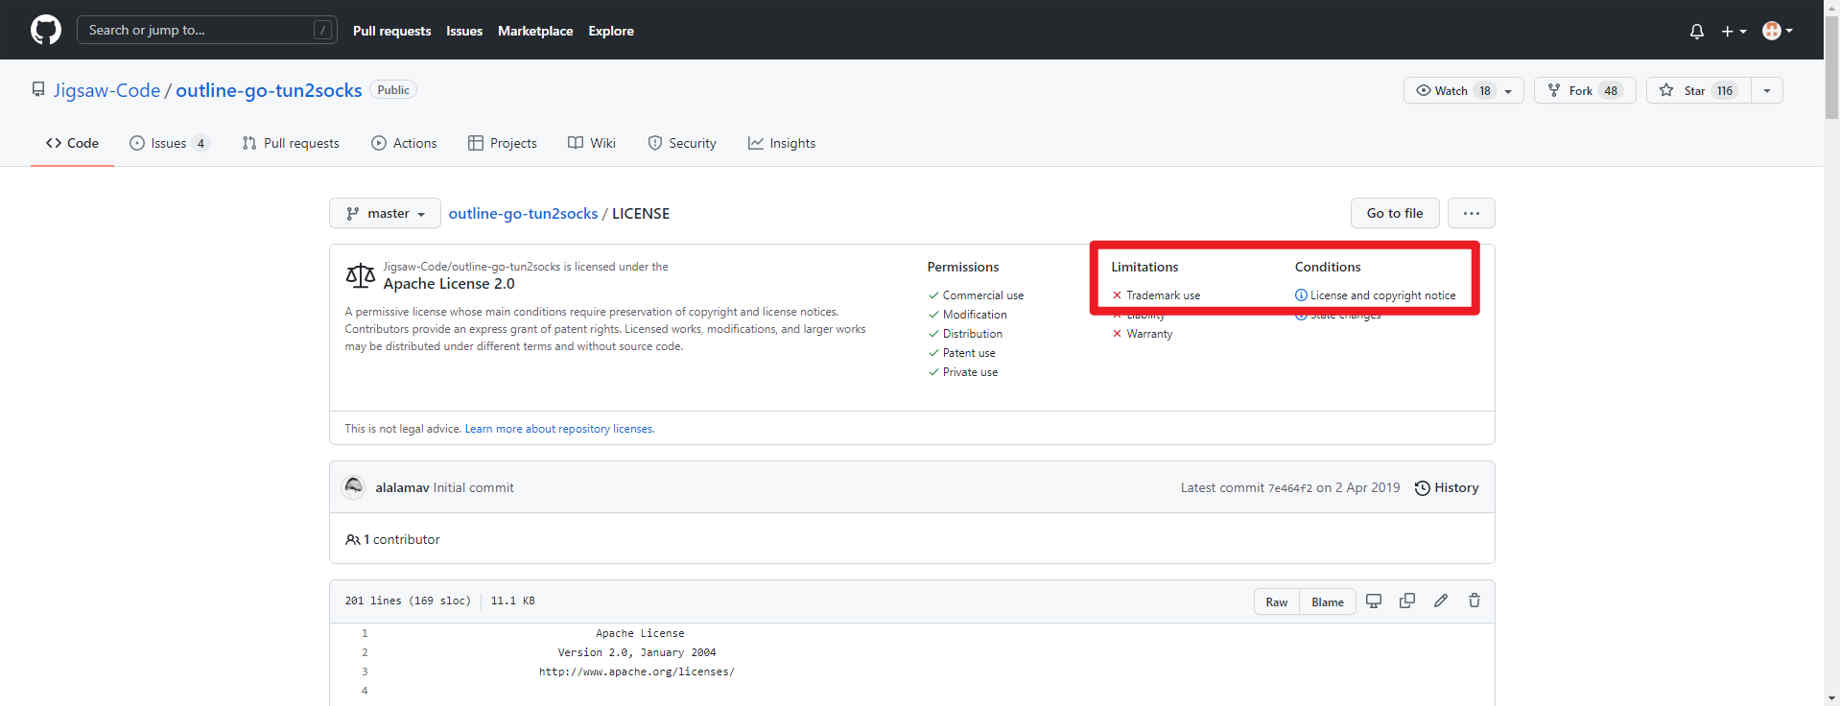 Search or jump to... /
Pull requests Issues Marketplace Explore
Jigsaw-Code / outline-go-tun2socks Public
Watch 18 Fork 48 Star 116
Code Issues 4 Pull requests Actions Projects Wiki Security Insights
master outline-go-tun2socks / LICENSE Go to file ...
Jigsaw-Code/outline-go-tun2socks is licensed under the
Apache License 2.0
A permissive license whose main conditions require preservation of copyright and license notices.
Contributors provide an express grant of patent rights. Licensed works, modifications, and larger works
may be distributed under different terms and without source code.
Permissions
Commercial use
Modification
Distribution
Patent use
Private use
Limitations
Trademark use
Liability
Warranty
Conditions
License and copyright notice
State changes
This is not legal advice. Learn more about repository licenses.
alalamav Initial commit Latest commit 7e464f2 on 2 Apr 2019 History
1 contributor
201 lines (169 sloc) 11.1 KB Raw Blame
1 Apache License
2 Version 2.0, January 2004
3 http://www.apache.org/licenses/
4